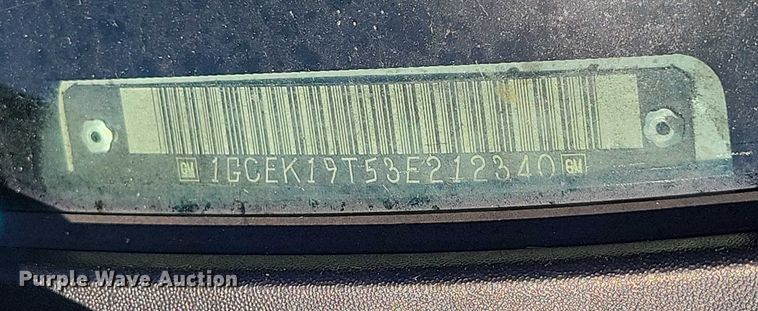 GM 1GCEK19T53E212340 GM
Purple Wave Auction